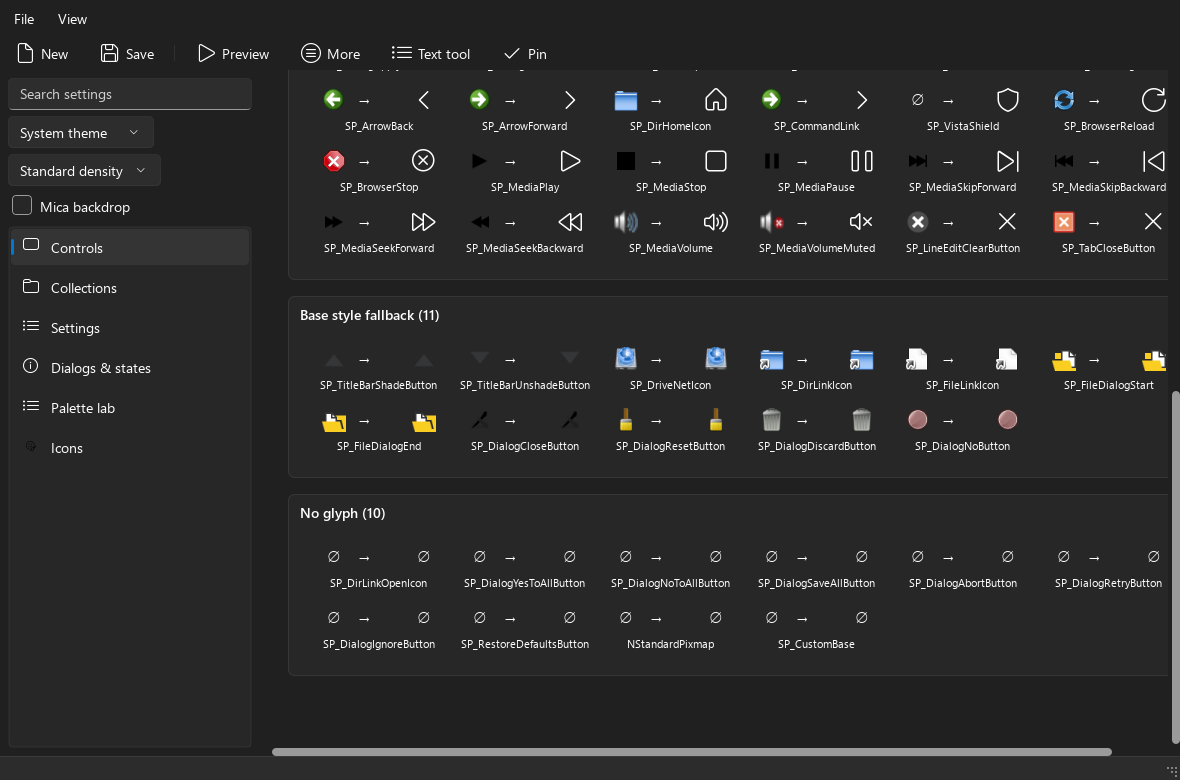 File View
New Save Preview More Text tool Pin
Search settings
System theme
Standard density
Mica backdrop
Controls
Collections
Settings
Dialogs & states
Palette lab
Icons
SP_ArrowBack SP_ArrowForward SP_DirHomeIcon SP_CommandLink SP_VistaShield SP_BrowserReload
SP_BrowserStop SP_MediaPlay SP_MediaStop SP_MediaPause SP_MediaSkipForward SP_MediaSkipBackward
SP_MediaSeekForward SP_MediaSeekBackward SP_MediaVolume SP_MediaVolumeMuted SP_LineEditClearButton SP_TabCloseButton
Base style fallback (11)
SP_TitleBarShadeButton SP_TitleBarUnshadeButton SP_DriveNetIcon SP_DirLinkIcon SP_FileLinkIcon SP_FileDialogStart
SP_FileDialogEnd SP_DialogCloseButton SP_DialogResetButton SP_DialogDiscardButton SP_DialogNoButton
No glyph (10)
SP_DirLinkOpenIcon SP_DialogYesToAllButton SP_DialogNoToAllButton SP_DialogSaveAllButton SP_DialogAbortButton SP_DialogRetryButton
SP_DialogIgnoreButton SP_RestoreDefaultsButton NStandardPixmap SP_CustomBase